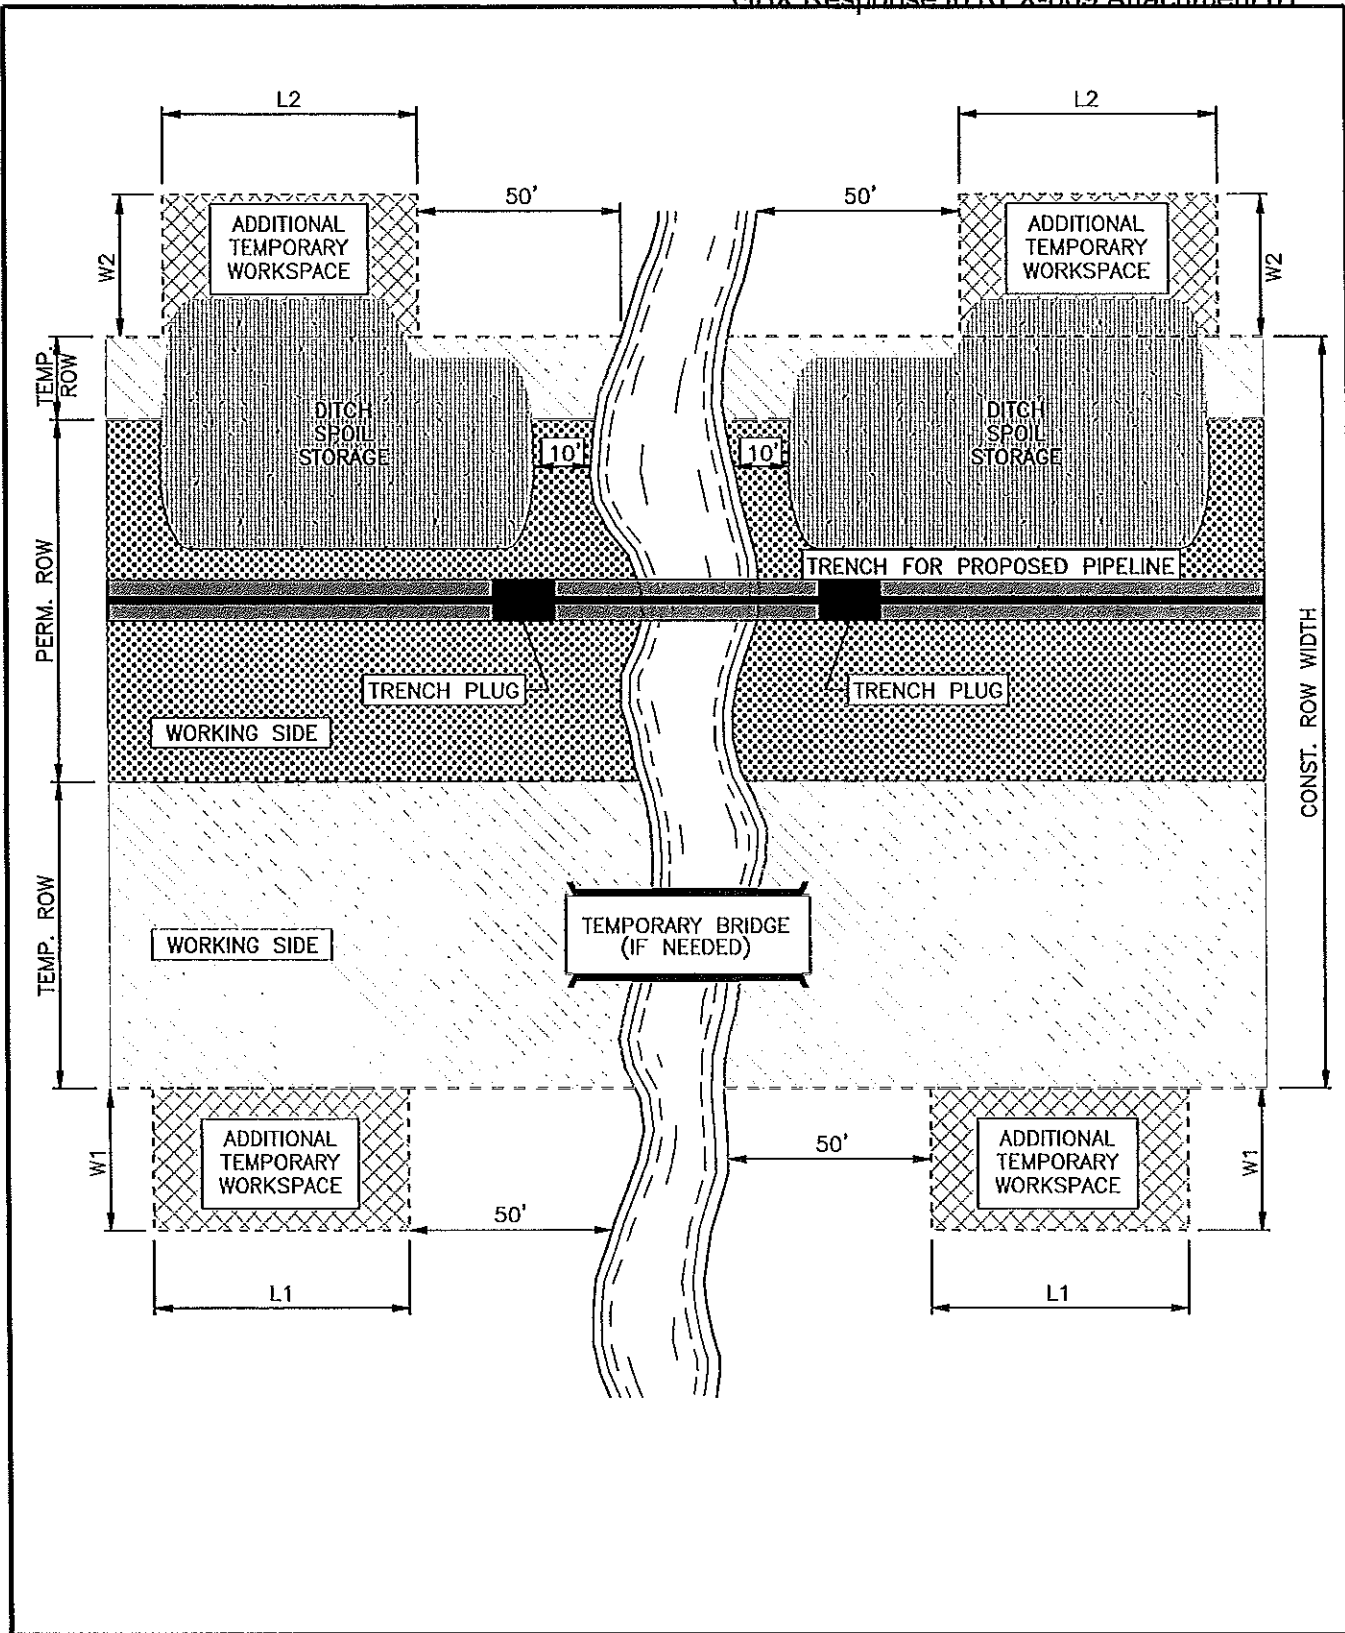 Response to
Attachment
L2
L2
50'
50'
W2
ADDITIONAL
TEMPORARY
WORKSPACE
ADDITIONAL
TEMPORARY
WORKSPACE
W2
TEMP.
ROW
DITCH
SPOIL
STORAGE
DITCH
SPOIL
STORAGE
10'
10'
PERM. ROW
TRENCH FOR PROPOSED PIPELINE
TRENCH PLUG
TRENCH PLUG
WORKING SIDE
CONST. ROW WIDTH
TEMP. ROW
WORKING SIDE
TEMPORARY BRIDGE
(IF NEEDED)
W1
ADDITIONAL
TEMPORARY
WORKSPACE
50'
50'
ADDITIONAL
TEMPORARY
WORKSPACE
W1
L1
L1